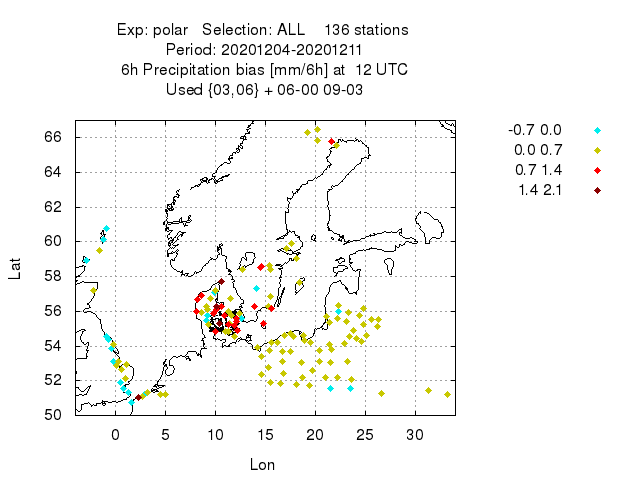 Exp: polar Selection: ALL 136 stations
Period: 20201204-20201211
6h Precipitation bias [mm/6h] at 12 UTC
Used {03,06} + 06-00 09-03
-0.7 0.0
0.0 0.7
0.7 1.4
1.4 2.1
66
64
62
60
58
56
54
52
50
Lat
0 5 10 15 20 25 30
Lon